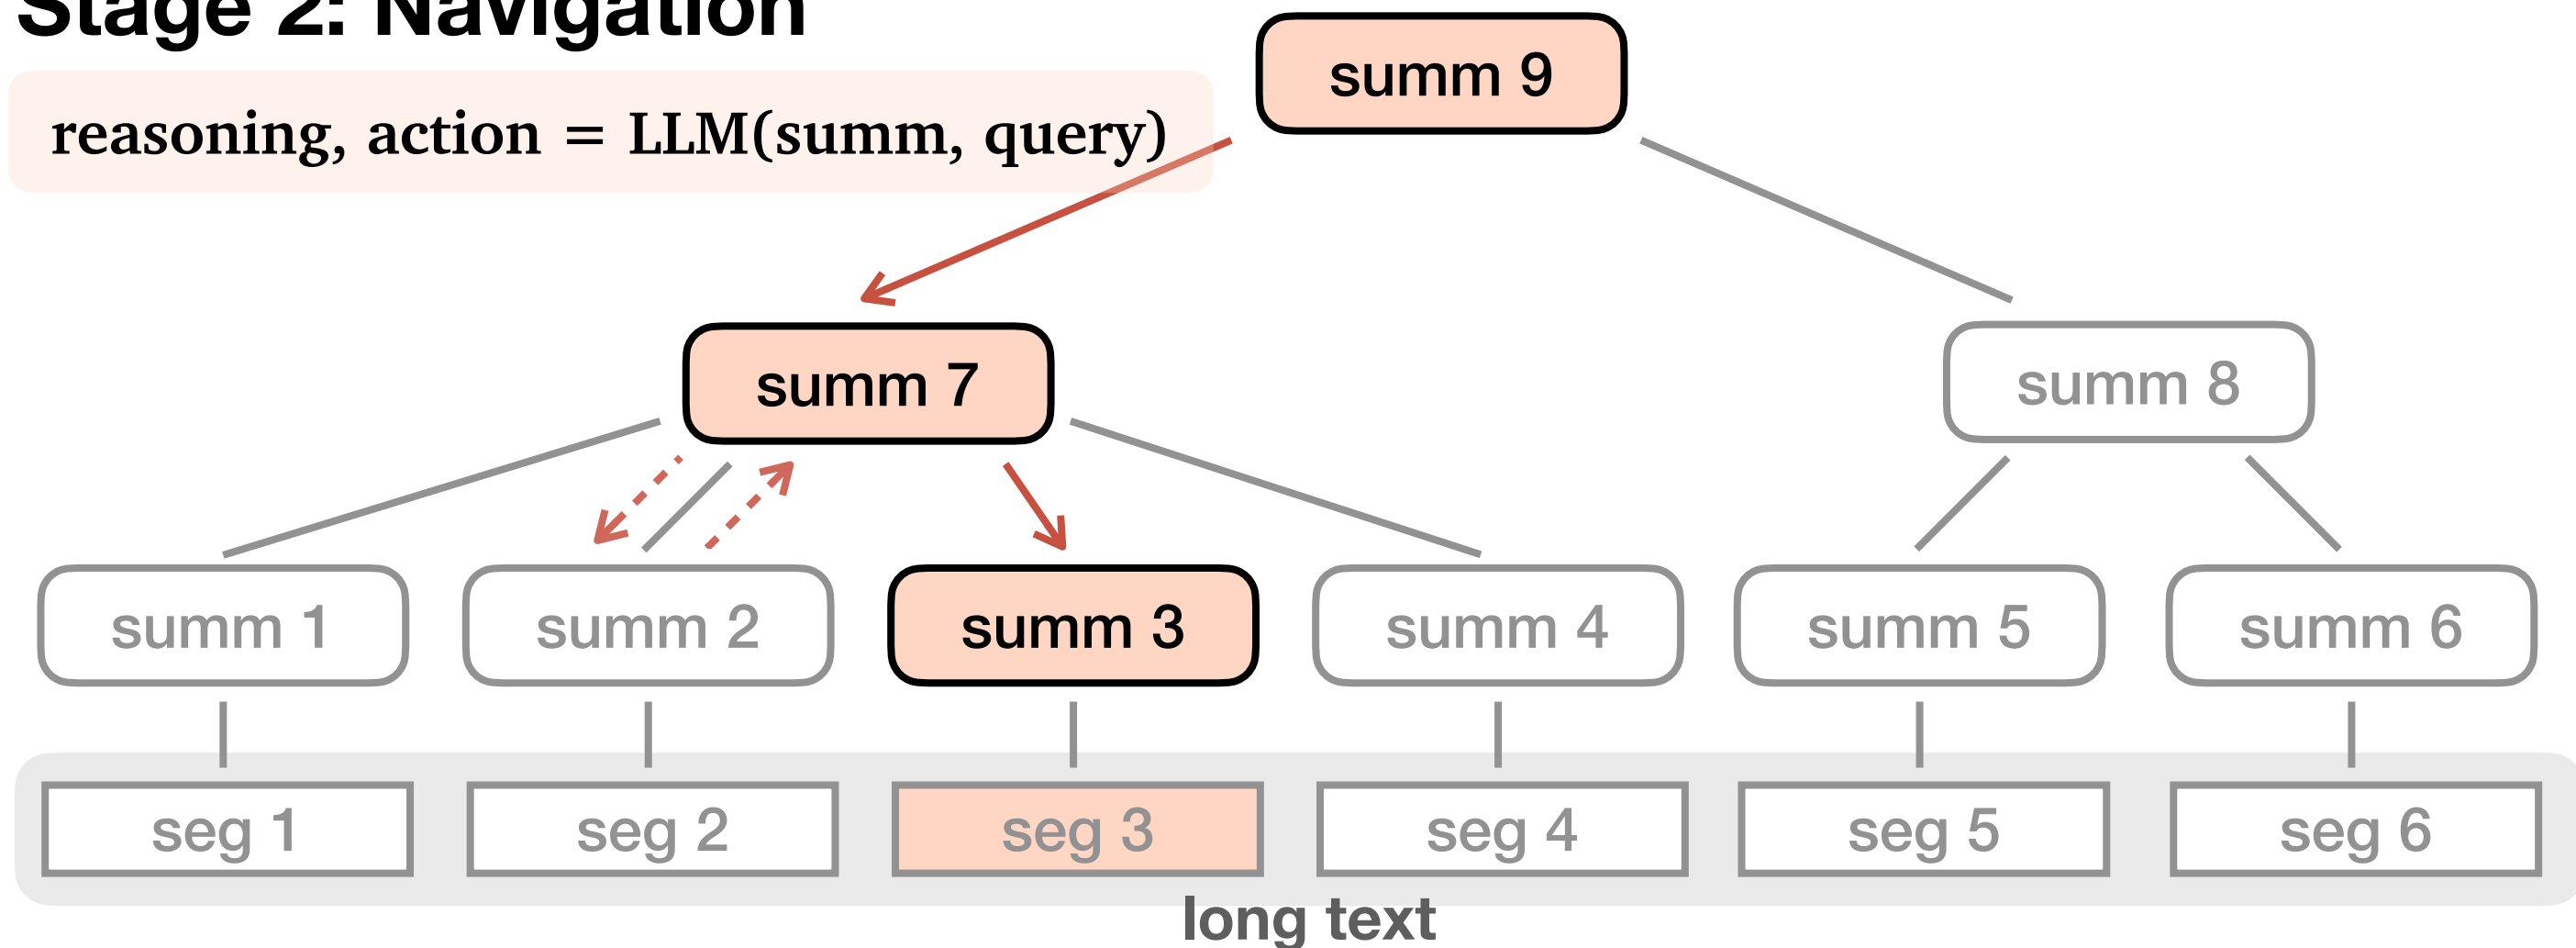 Stage 2: Navigation
summ 9
reasoning, action = LLM(summ, query)
summ 7
summ 8
summ 1
summ 2
summ 3
summ 4
summ 5
summ 6
seg 1
seg 2
seg 3
seg 4
seg 5
seg 6
long text